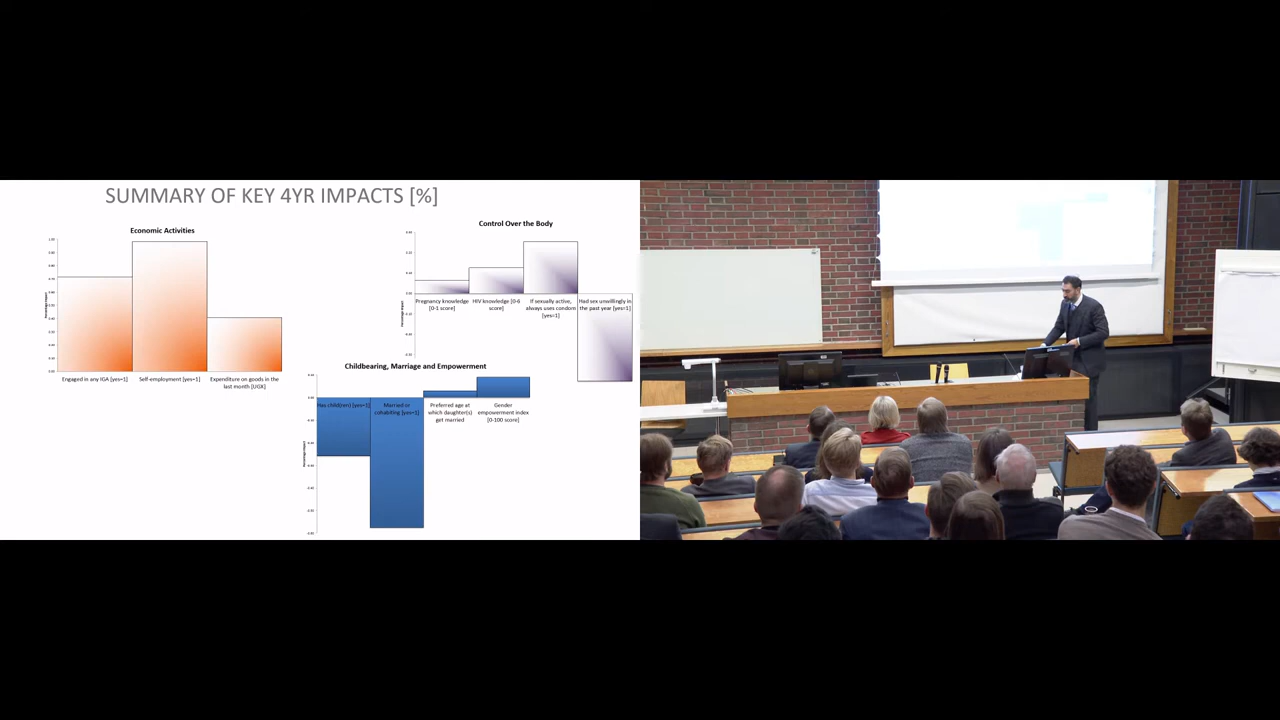 SUMMARY OF KEY 4YR IMPACTS [%]
Economic Activities
Engaged in any IGA [yes=1]
Self-employment [yes=1]
Expenditure on goods in the
last month [UGX]
Control Over the Body
Pregnancy knowledge
[0-1 score]
HIV knowledge [0-6
score]
If sexually active,
always uses condom
[yes=1]
Had sex unwillingly in
the past year [yes=1]
Childbearing, Marriage and Empowerment
Has child(ren) [yes=1]
Married or
cohabiting [yes=1]
Preferred age at
which daughter(s)
get married
Gender
empowerment index
[0-100 score]